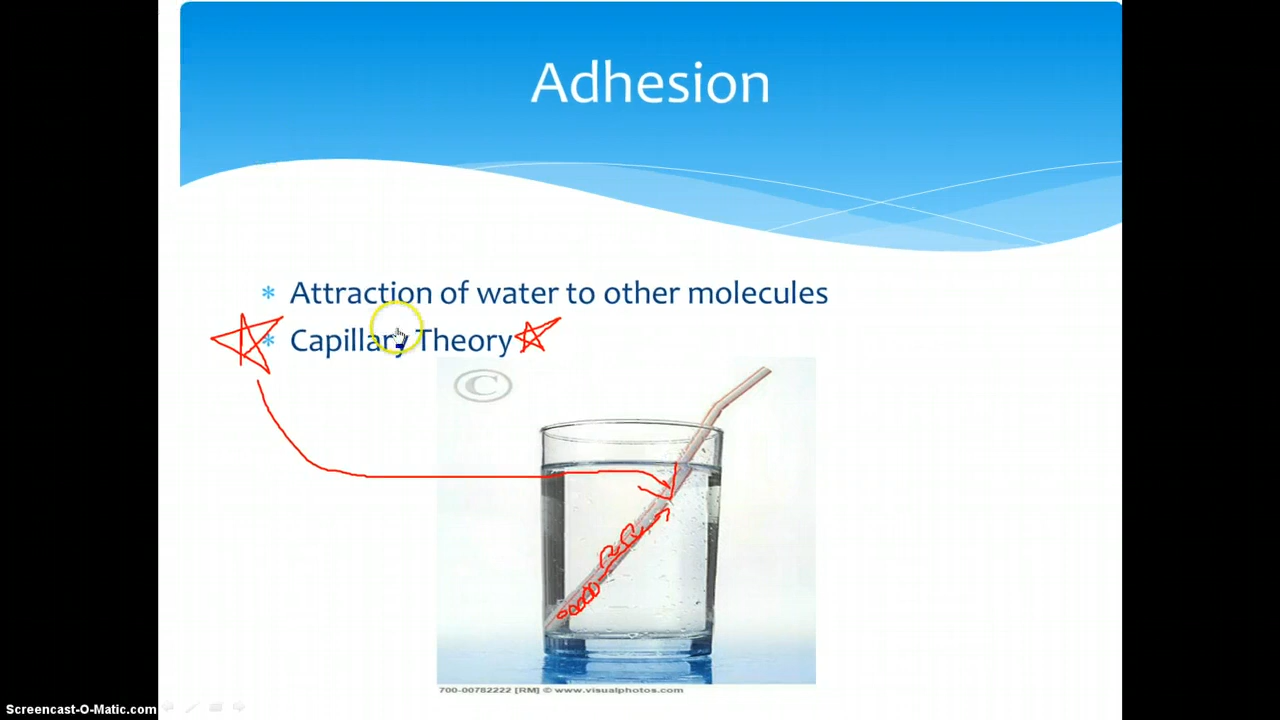 Adhesion
* Attraction of water to other molecules
* Capillary Theory
©
700-00782222 [RM] © www.visualphotos.com
Screencast-O-Matic.com